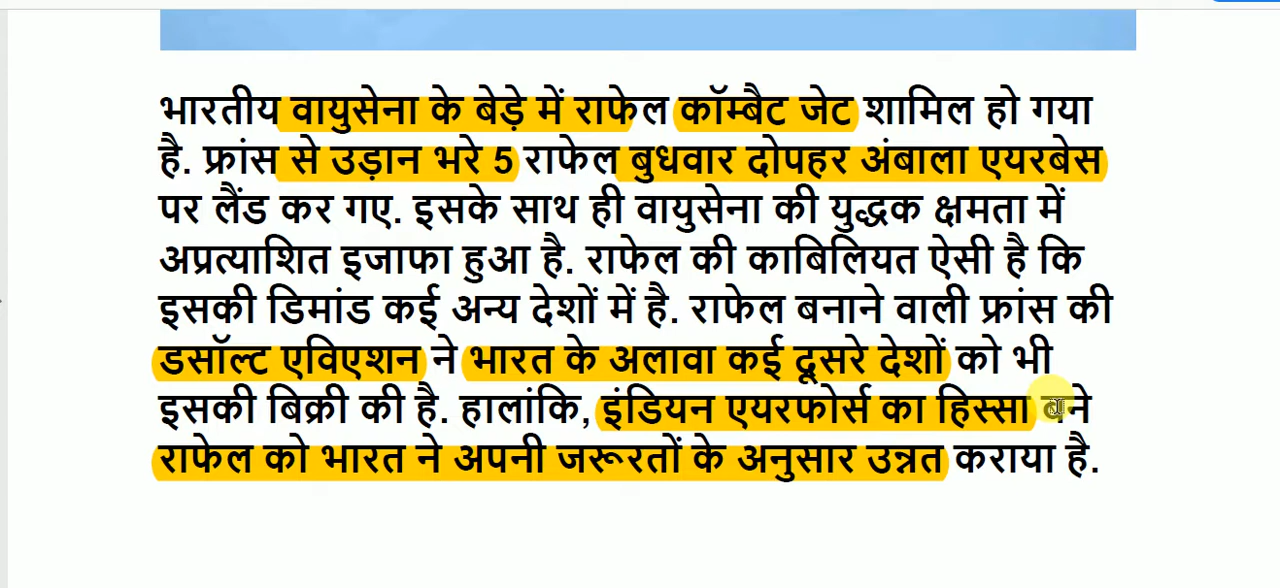 भारतीय वायुसेना के बेड़े में राफेल कॉम्बैट जेट शामिल हो गया
है. फ्रांस से उड़ान भरे 5 राफेल बुधवार दोपहर अंबाला एयरबेस
पर लैंड कर गए. इसके साथ ही वायुसेना की युद्धक क्षमता में
अप्रत्याशित इजाफा हुआ है. राफेल की काबिलियत ऐसी है कि
इसकी डिमांड कई अन्य देशों में है. राफेल बनाने वाली फ्रांस की
डसॉल्ट एविएशन ने भारत के अलावा कई दूसरे देशों को भी
इसकी बिक्री की है. हालांकि, इंडियन एयरफोर्स का हिस्सा बने
राफेल को भारत ने अपनी जरूरतों के अनुसार उन्नत कराया है.